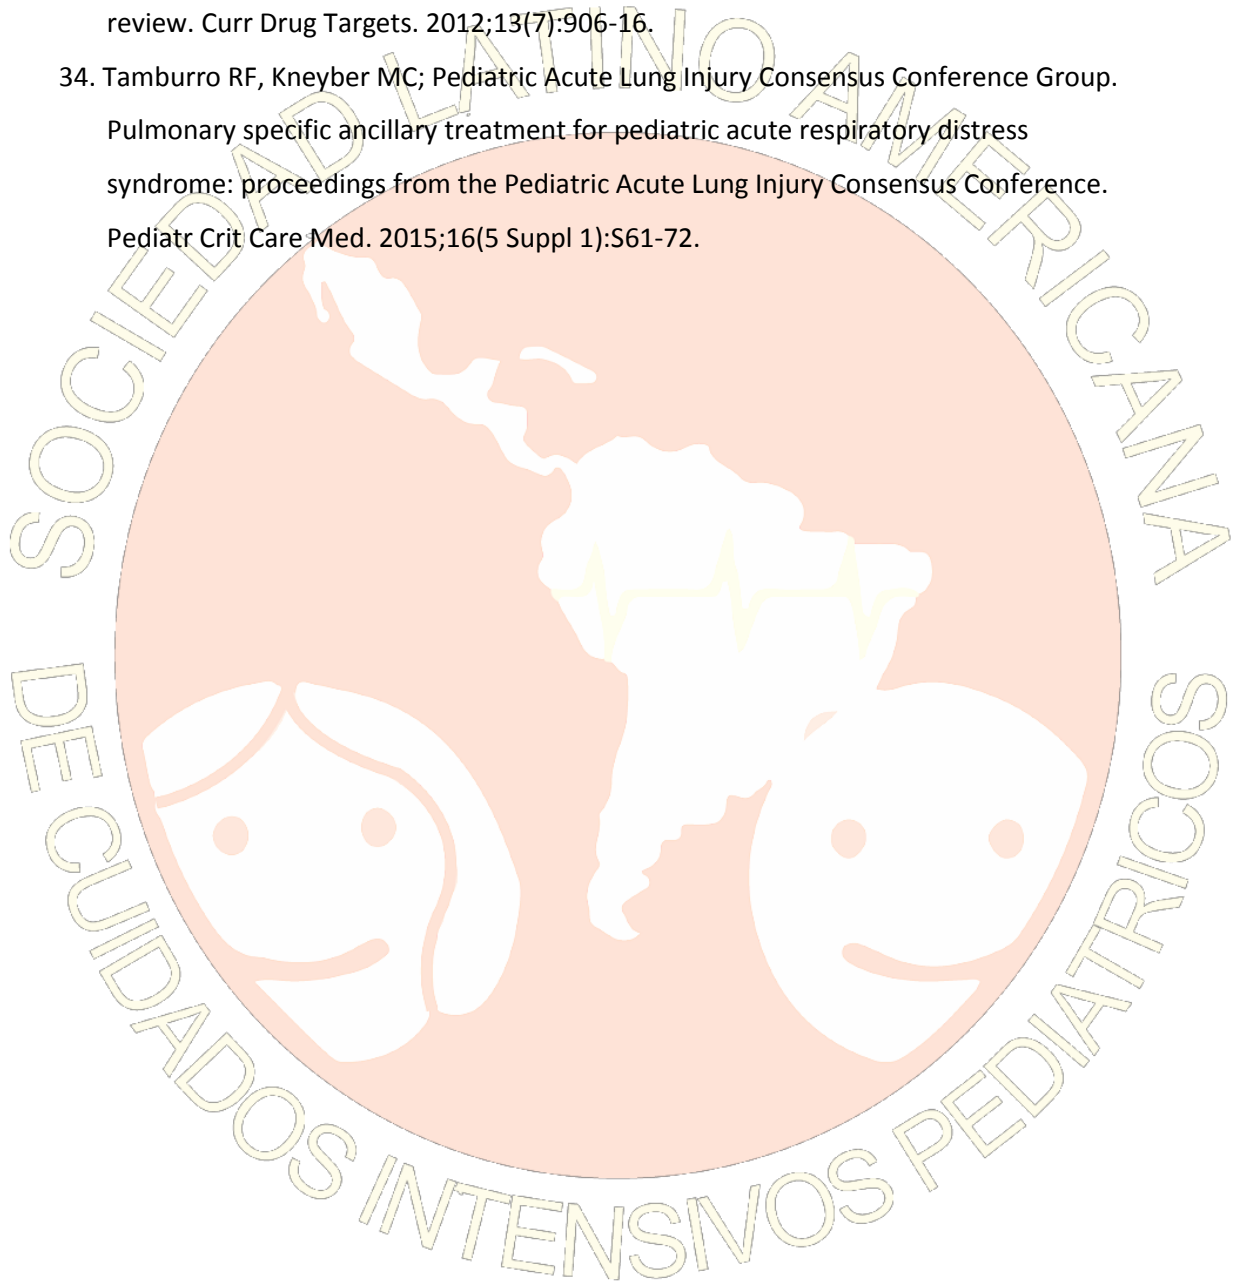 review. Curr Drug Targets. 2012;13(7):906-16.
34. Tamburro RF, Kneyber MC; Pediatric Acute Lung Injury Consensus Conference Group.
Pulmonary specific ancillary treatment for pediatric acute respiratory distress
syndrome: proceedings from the Pediatric Acute Lung Injury Consensus Conference.
Pediatr Crit Care Med. 2015;16(5 Suppl 1):S61-72.
SOCIEDAD LATINO AMERICANA
DE CUIDADOS INTENSIVOS PEDIATRICOS